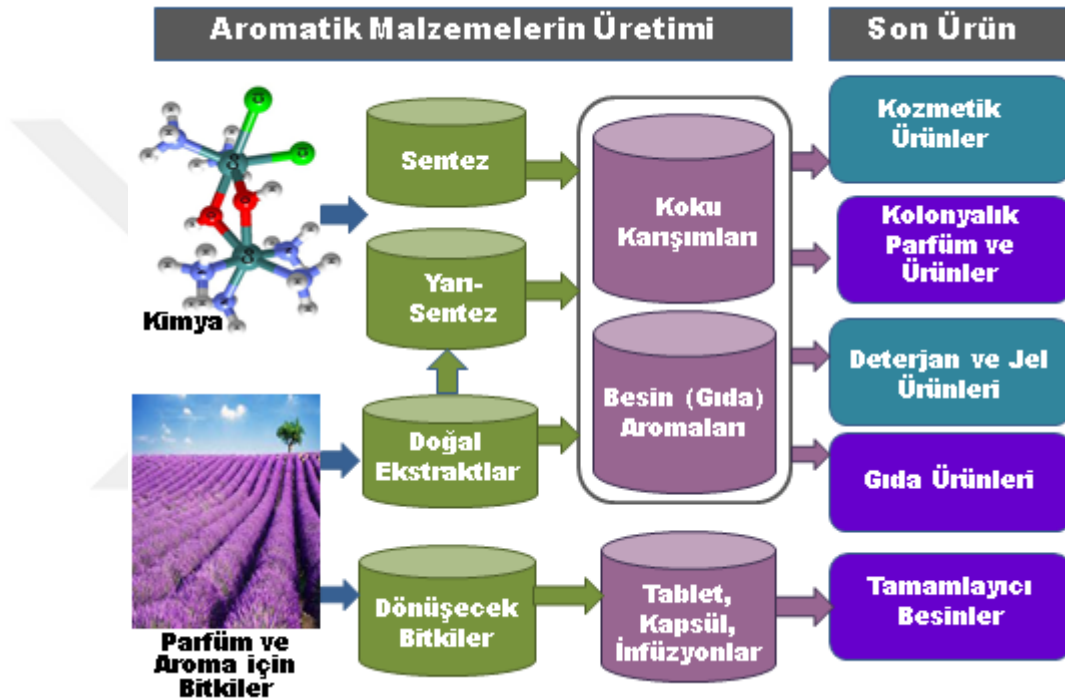 Aromatik Malzemelerin Üretimi
Son Ürün
Kimya
Sentez
Yarı-
Sentez
Koku
Karışımları
Kozmetik
Ürünler
Kolonyalık
Parfüm ve
Ürünler
Doğal
Ekstraktlar
Besin (Gıda)
Aromaları
Deterjan ve Jel
Ürünleri
Gıda Ürünleri
Parfüm ve
Aroma için
Bitkiler
Dönüşecek
Bitkiler
Tablet,
Kapsül,
İnfüzyonlar
Tamamlayıcı
Besinler